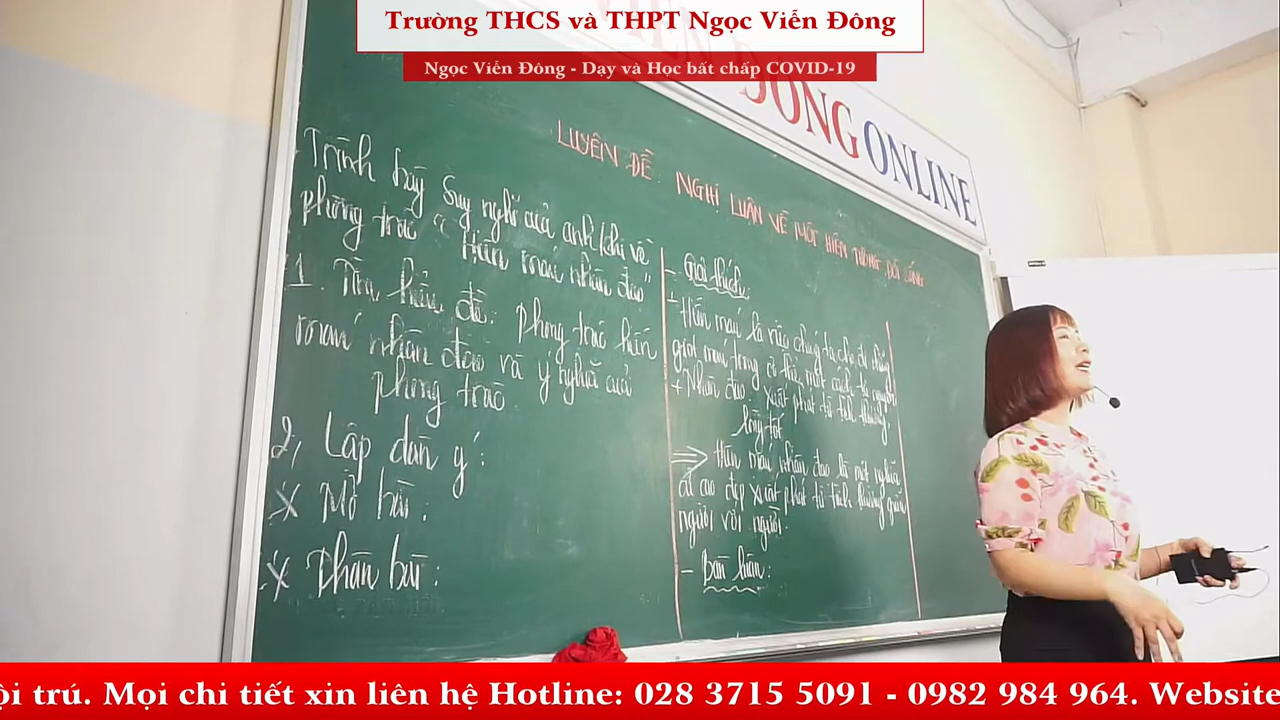 Trường THCS và THPT Ngọc Viễn Đông
Ngọc Viễn Đông - Dạy và Học bất chấp COVID-19
ĐÔNG ONLINE
LUYỆN ĐỀ: NGHỊ LUẬN VỀ MỘT HIỆN TƯỢNG ĐỜI SỐNG
Trình bày suy nghĩ của anh/chị về
phong trào "Hiến máu nhân đạo"
1. Tìm hiểu đề: phong trào hiến
máu nhân đạo và ý nghĩa của
phong trào
2, Lập dàn ý:
X Mở bài:
X Thân bài:
- Giải thích:
+ Hiến máu là việc chúng ta cho đi những
giọt máu trong cơ thể một cách tự nguyện
+ Nhân đạo: xuất phát từ tình thương,
lòng tốt
=> Hiến máu nhân đạo là một nghĩa
cử cao đẹp xuất phát từ tình thương giữa
người với người.
- Bàn luận:
ội trú. Mọi chi tiết xin liên hệ Hotline: 028 3715 5091 - 0982 984 964. Website